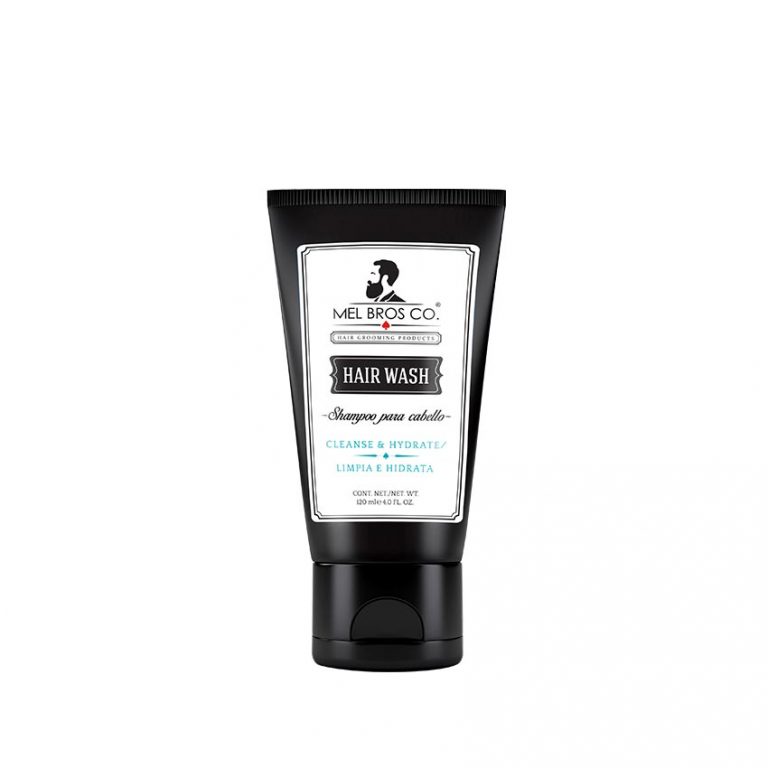 MEL BROS CO.®
HAIR GROOMING PRODUCTS
HAIR WASH
Shampoo para cabello
CLEANSE & HYDRATE/
LIMPIA E HIDRATA
CONT. NET./NET. WT.
120 ml e 4.0 FL. OZ.